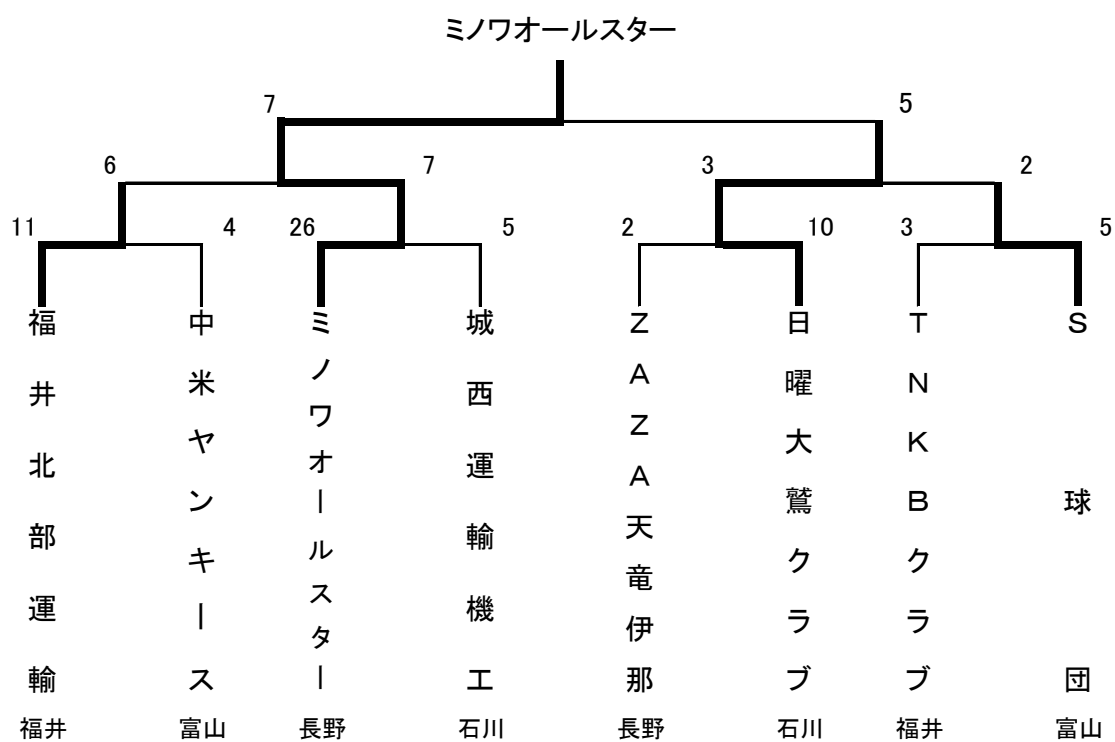 ミノワオールスター
7 5
6 7 3 2
11 4 26 5 2 10 3 5
福井北部運輸
中米ヤンキース
ミノワオールスター
城西運輸機工
ZAZA天竜伊那
日曜大鷲クラブ
TNKBクラブ
S球団
福井 富山 長野 石川 長野 石川 福井 富山